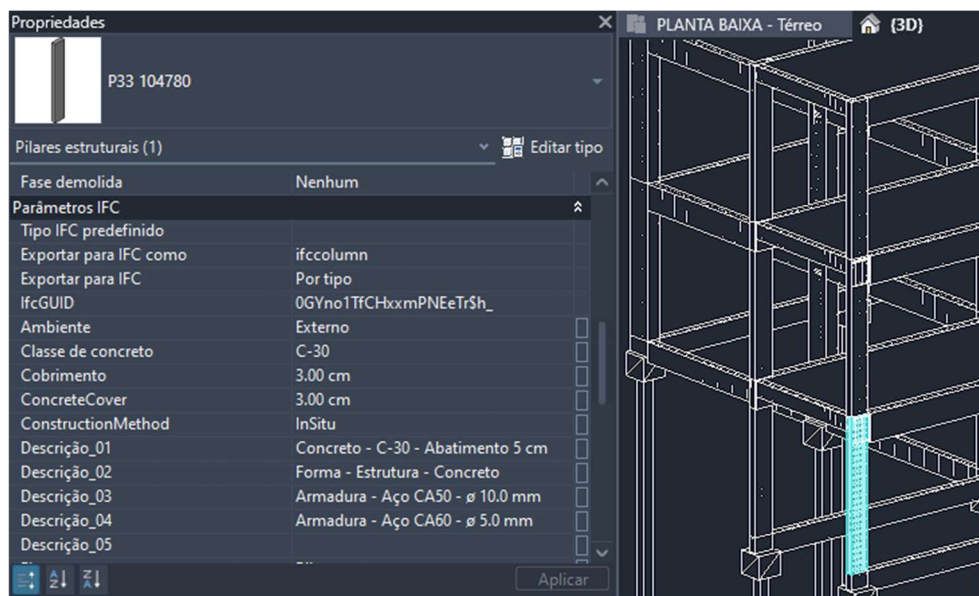 Propriedades
PLANTA BAIXA - Térreo
{3D}
P33 104780
Pilares estruturais (1)
Editar tipo
Fase demolida Nenhum
Parâmetros IFC
Tipo IFC predefinido
Exportar para IFC como ifccolumn
Exportar para IFC Por tipo
IfcGUID 0GYno1TfCHxxmPNEeTr$h_
Ambiente Externo
Classe de concreto C-30
Cobrimento 3.00 cm
ConcreteCover 3.00 cm
ConstructionMethod InSitu
Descrição_01 Concreto - C-30 - Abatimento 5 cm
Descrição_02 Forma - Estrutura - Concreto
Descrição_03 Armadura - Aço CA50 - ø 10.0 mm
Descrição_04 Armadura - Aço CA60 - ø 5.0 mm
Descrição_05
Aplicar